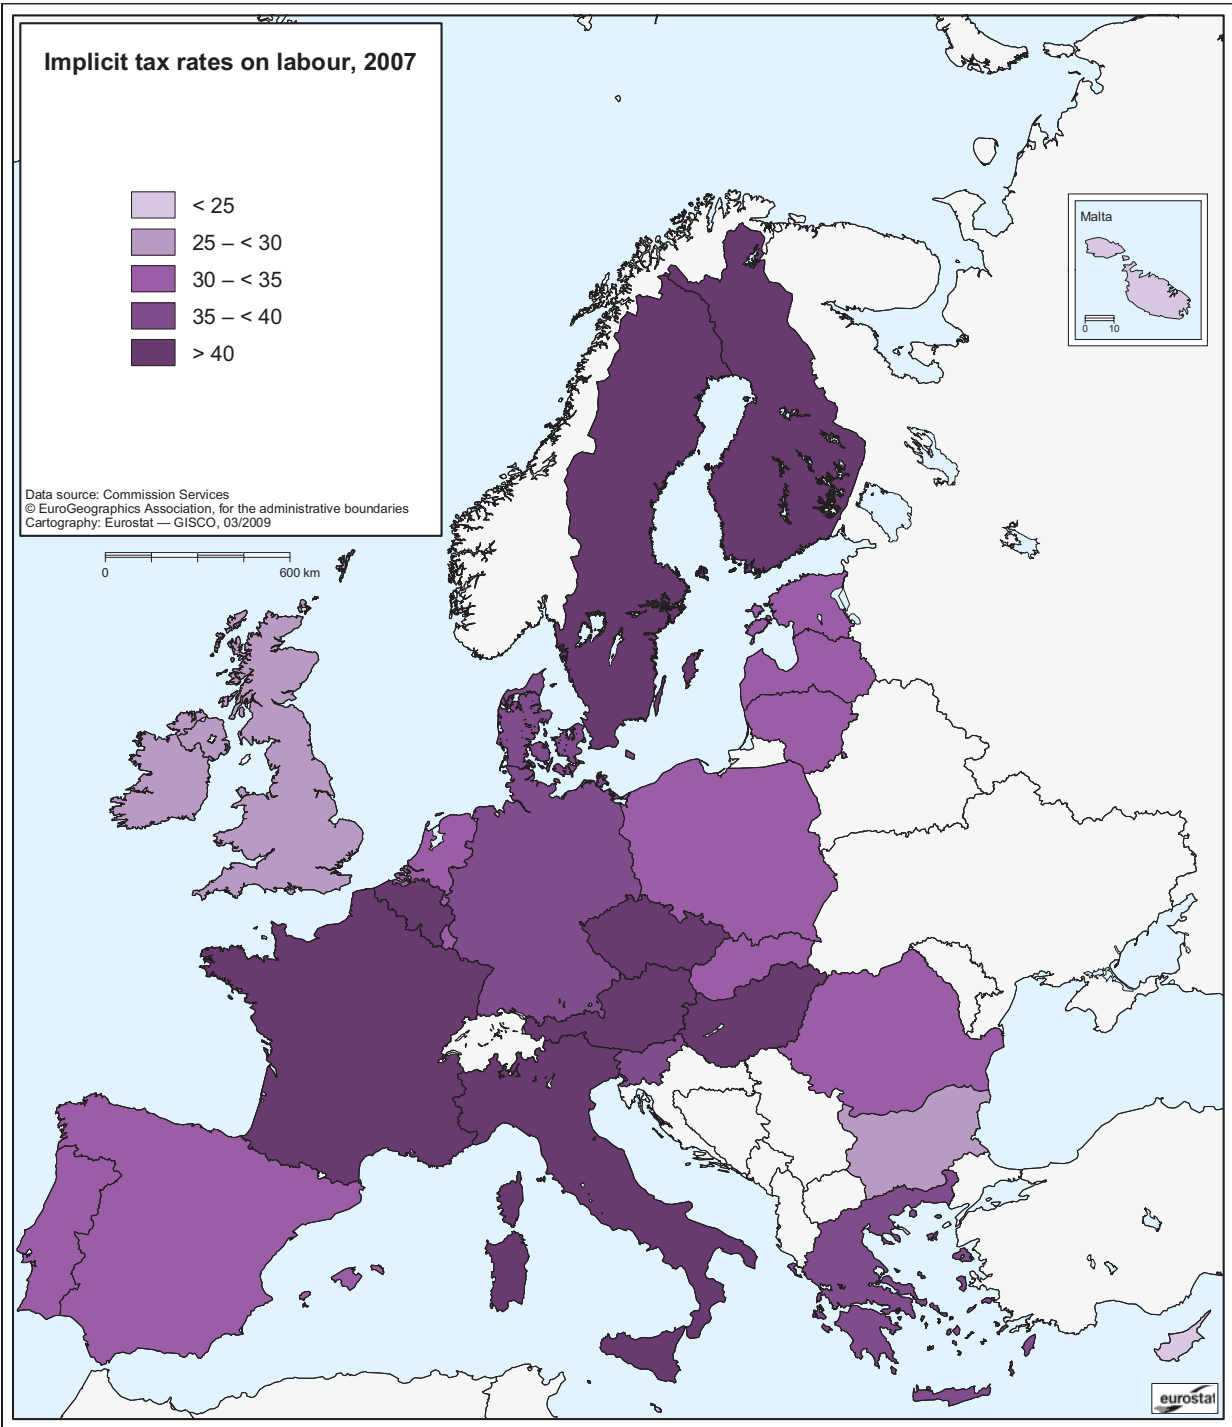 Implicit tax rates on labour, 2007
< 25
25 – < 30
30 – < 35
35 – < 40
> 40
Data source: Commission Services
© EuroGeographics Association, for the administrative boundaries
Cartography: Eurostat — GISCO, 03/2009
0 600 km
Malta
0 10
eurostat